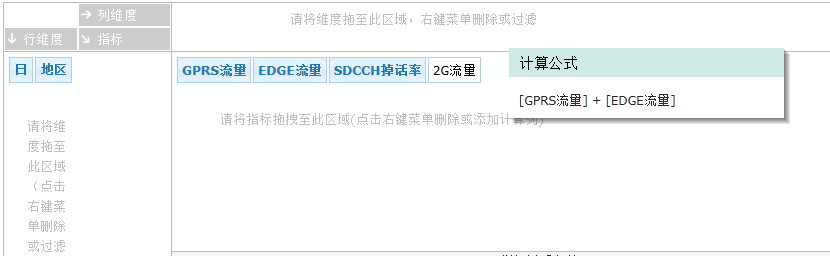 列维度
行维度
指标
请将维度拖至此区域，右键菜单删除或过滤
日
地区
GPRS流量
EDGE流量
SDCCH掉话率
2G流量
计算公式
[GPRS流量] + [EDGE流量]
请将指标拖拽至此区域(点击右键菜单删除或添加计算列)
请将维
度拖至
此区域
（点击
右键菜
单删除
或过滤